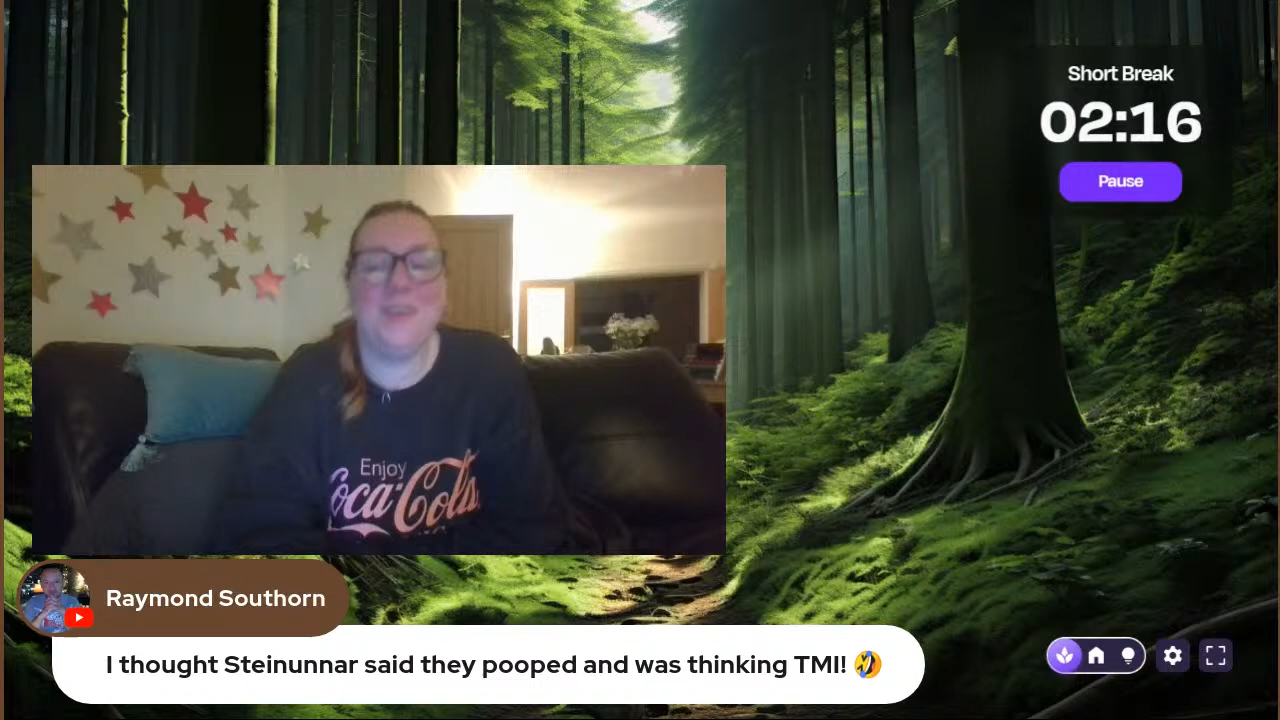 Short Break
02:16
Pause
Enjoy
Coca-Cola
Raymond Southorn
I thought Steinunnar said they pooped and was thinking TMI! 🤣